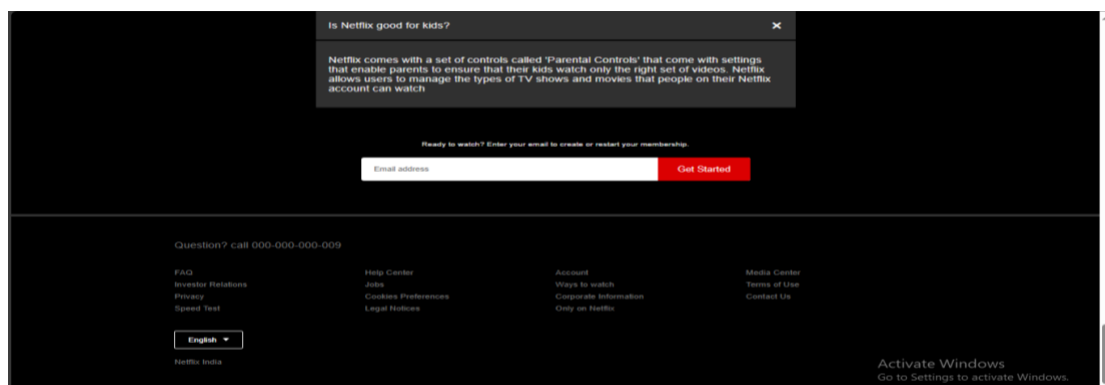 Is Netflix good for kids? ×
Netflix comes with a set of controls called 'Parental Controls' that come with settings
that enable parents to ensure that their kids watch only the right set of videos. Netflix
allows users to manage the types of TV shows and movies that people on their Netflix
account can watch
Ready to watch? Enter your email to create or restart your membership.
Email address Get Started
Question? call 000-000-000-009
FAQ Help Center Account Media Center
Investor Relations Jobs Ways to watch Terms of Use
Privacy Cookies Preferences Corporate Information Contact Us
Speed Test Legal Notices Only on Netflix
English
Netflix India
Activate Windows
Go to Settings to activate Windows.